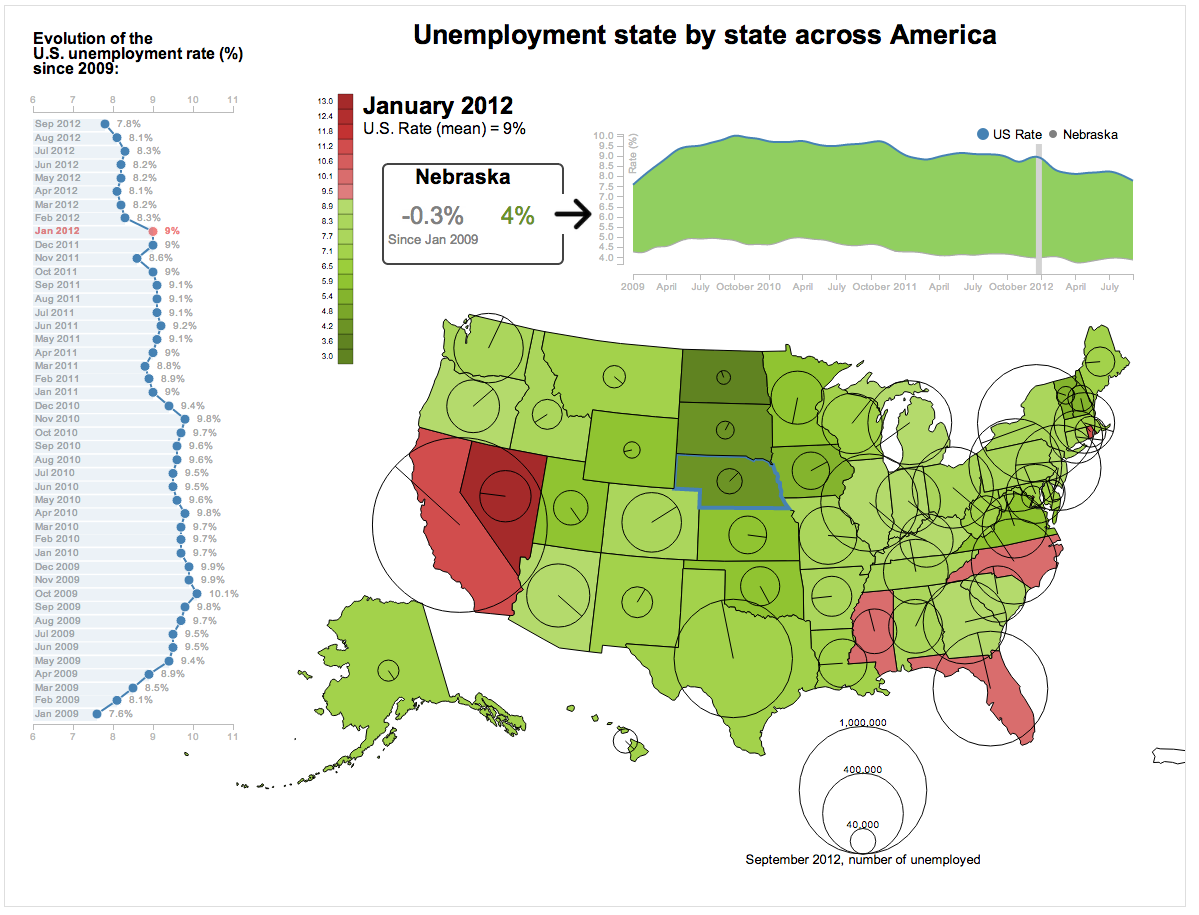 Unemployment state by state across America
Evolution of the
U.S. unemployment rate (%)
since 2009:
6 7 8 9 10 11
Sep 2012 7.8%
Aug 2012 8.1%
Jul 2012 8.3%
Jun 2012 8.2%
May 2012 8.2%
Apr 2012 8.1%
Mar 2012 8.2%
Feb 2012 8.3%
Jan 2012 9%
Dec 2011 9%
Nov 2011 8.6%
Oct 2011 9%
Sep 2011 9.1%
Aug 2011 9.1%
Jul 2011 9.1%
Jun 2011 9.2%
May 2011 9.1%
Apr 2011 9%
Mar 2011 8.8%
Feb 2011 8.9%
Jan 2011 9%
Dec 2010 9.4%
Nov 2010 9.8%
Oct 2010 9.7%
Sep 2010 9.6%
Aug 2010 9.6%
Jul 2010 9.5%
Jun 2010 9.5%
May 2010 9.6%
Apr 2010 9.8%
Mar 2010 9.7%
Feb 2010 9.7%
Jan 2010 9.7%
Dec 2009 9.9%
Nov 2009 9.9%
Oct 2009 10.1%
Sep 2009 9.8%
Aug 2009 9.7%
Jul 2009 9.5%
Jun 2009 9.5%
May 2009 9.4%
Apr 2009 8.9%
Mar 2009 8.5%
Feb 2009 8.1%
Jan 2009 7.6%
6 7 8 9 10 11
13.0
12.4
11.8
11.2
10.6
10.1
9.5
8.9
8.3
7.7
7.1
6.5
5.9
5.4
4.8
4.2
3.6
3.0
January 2012
U.S. Rate (mean) = 9%
Nebraska
-0.3% 4%
Since Jan 2009
US Rate Nebraska
Rate (%)
10.0
9.5
9.0
8.5
8.0
7.5
7.0
6.5
6.0
5.5
5.0
4.5
4.0
2009 April July October 2010 April July October 2011 April July October 2012 April July
1,000,000
400,000
40,000
September 2012, number of unemployed